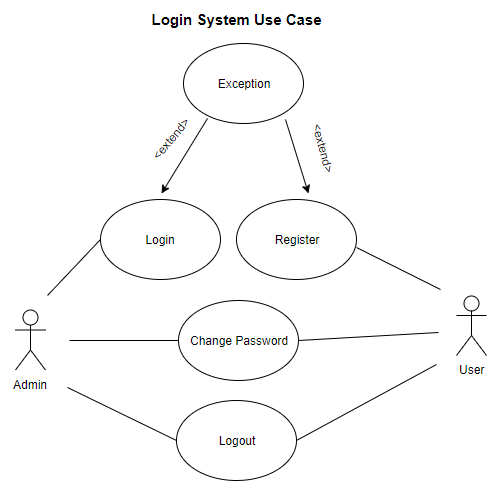 Login System Use Case
Exception
<extend>
<extend>
Login
Register
Change Password
Admin
User
Logout